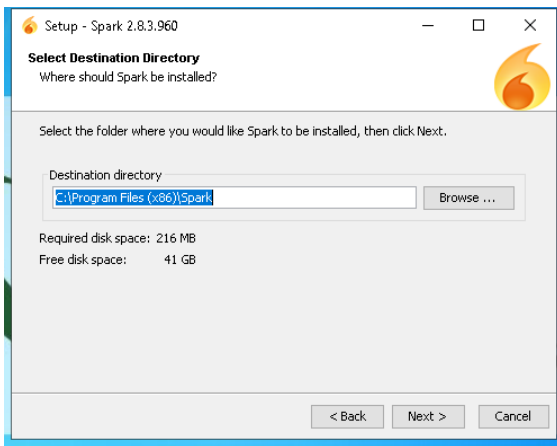 Setup - Spark 2.8.3.960
Select Destination Directory
Where should Spark be installed?
Select the folder where you would like Spark to be installed, then click Next.
Destination directory
C:\Program Files (x86)\Spark
Browse ...
Required disk space: 216 MB
Free disk space: 41 GB
< Back
Next >
Cancel